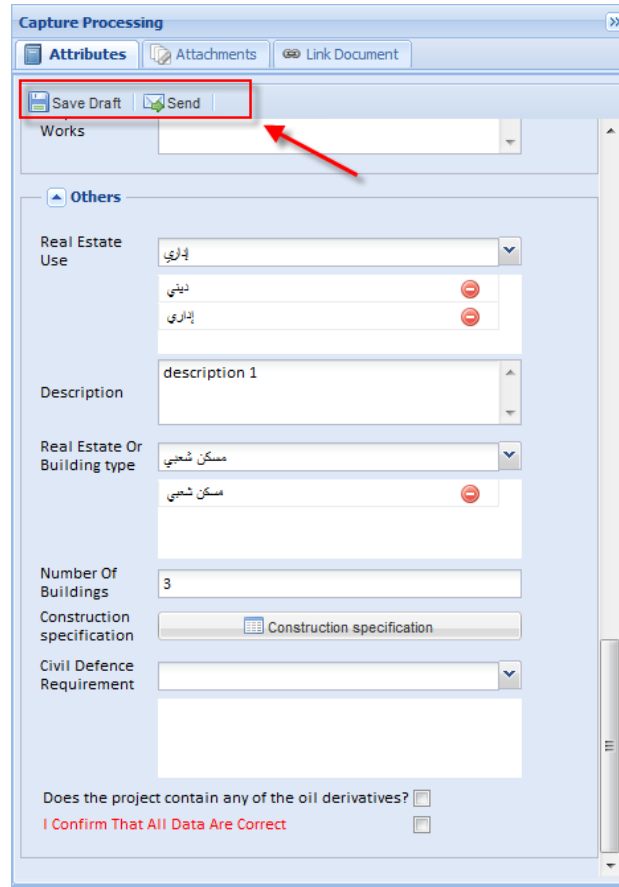 Capture Processing
Attributes
Attachments
Link Document
Save Draft
Send
Works
Others
Real Estate Use
إداري
ديني
إداري
Description
description 1
Real Estate Or Building type
مسكن شعبي
مسكن شعبي
Number Of Buildings
3
Construction specification
Construction specification
Civil Defence Requirement
Does the project contain any of the oil derivatives?
I Confirm That All Data Are Correct